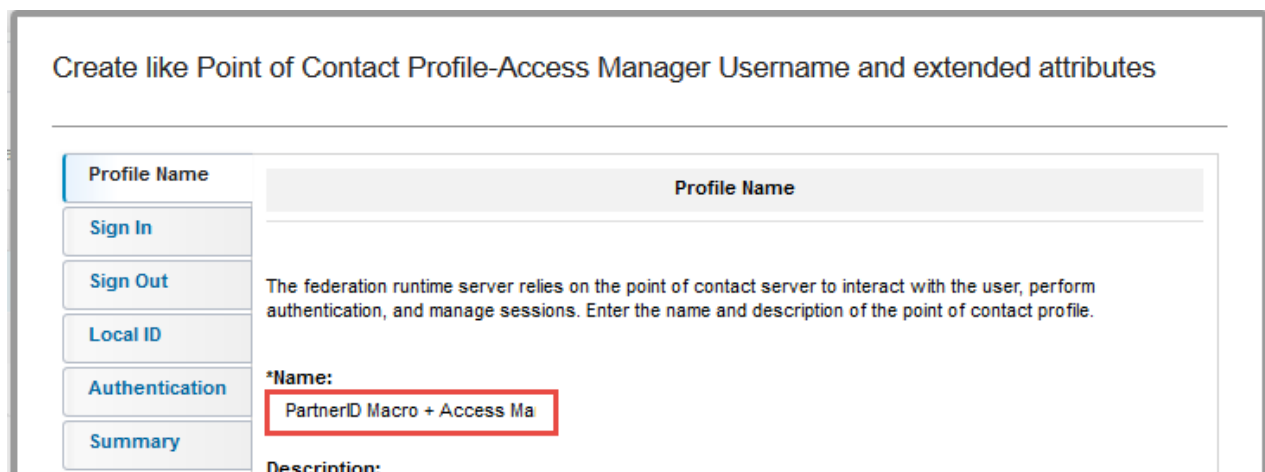 Create like Point of Contact Profile-Access Manager Username and extended attributes
Profile Name
Profile Name
Sign In
Sign Out
The federation runtime server relies on the point of contact server to interact with the user, perform
authentication, and manage sessions. Enter the name and description of the point of contact profile.
Local ID
*Name:
Authentication
PartnerID Macro + Access Ma
Summary
Description: